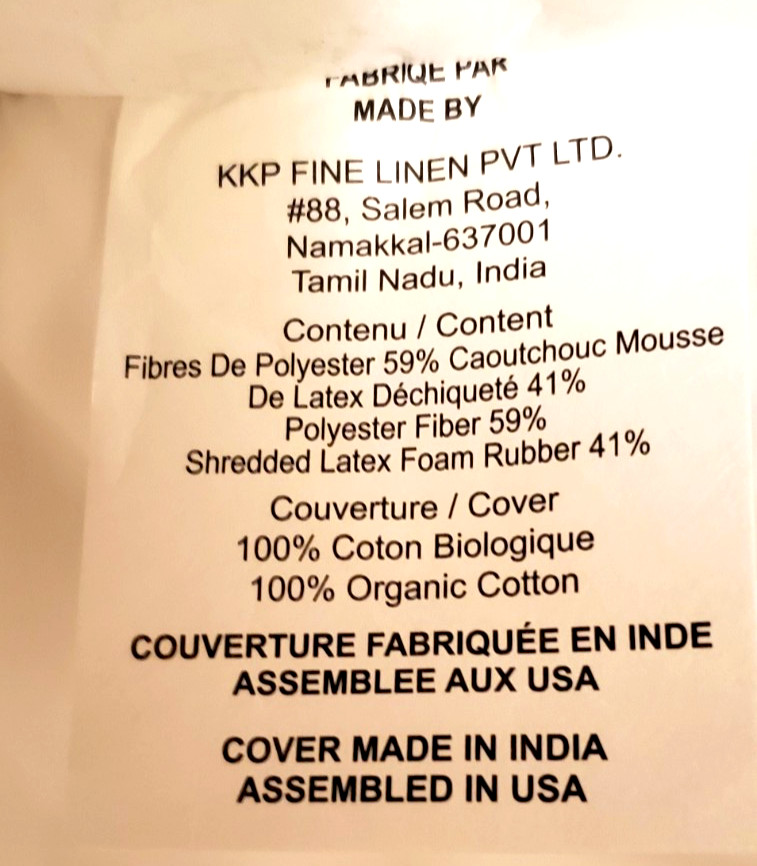 FABRIQE PAR
MADE BY
KKP FINE LINEN PVT LTD.
#88, Salem Road,
Namakkal-637001
Tamil Nadu, India
Contenu / Content
Fibres De Polyester 59% Caoutchouc Mousse
De Latex Déchiqueté 41%
Polyester Fiber 59%
Shredded Latex Foam Rubber 41%
Couverture / Cover
100% Coton Biologique
100% Organic Cotton
COUVERTURE FABRIQUÉE EN INDE
ASSEMBLEE AUX USA
COVER MADE IN INDIA
ASSEMBLED IN USA